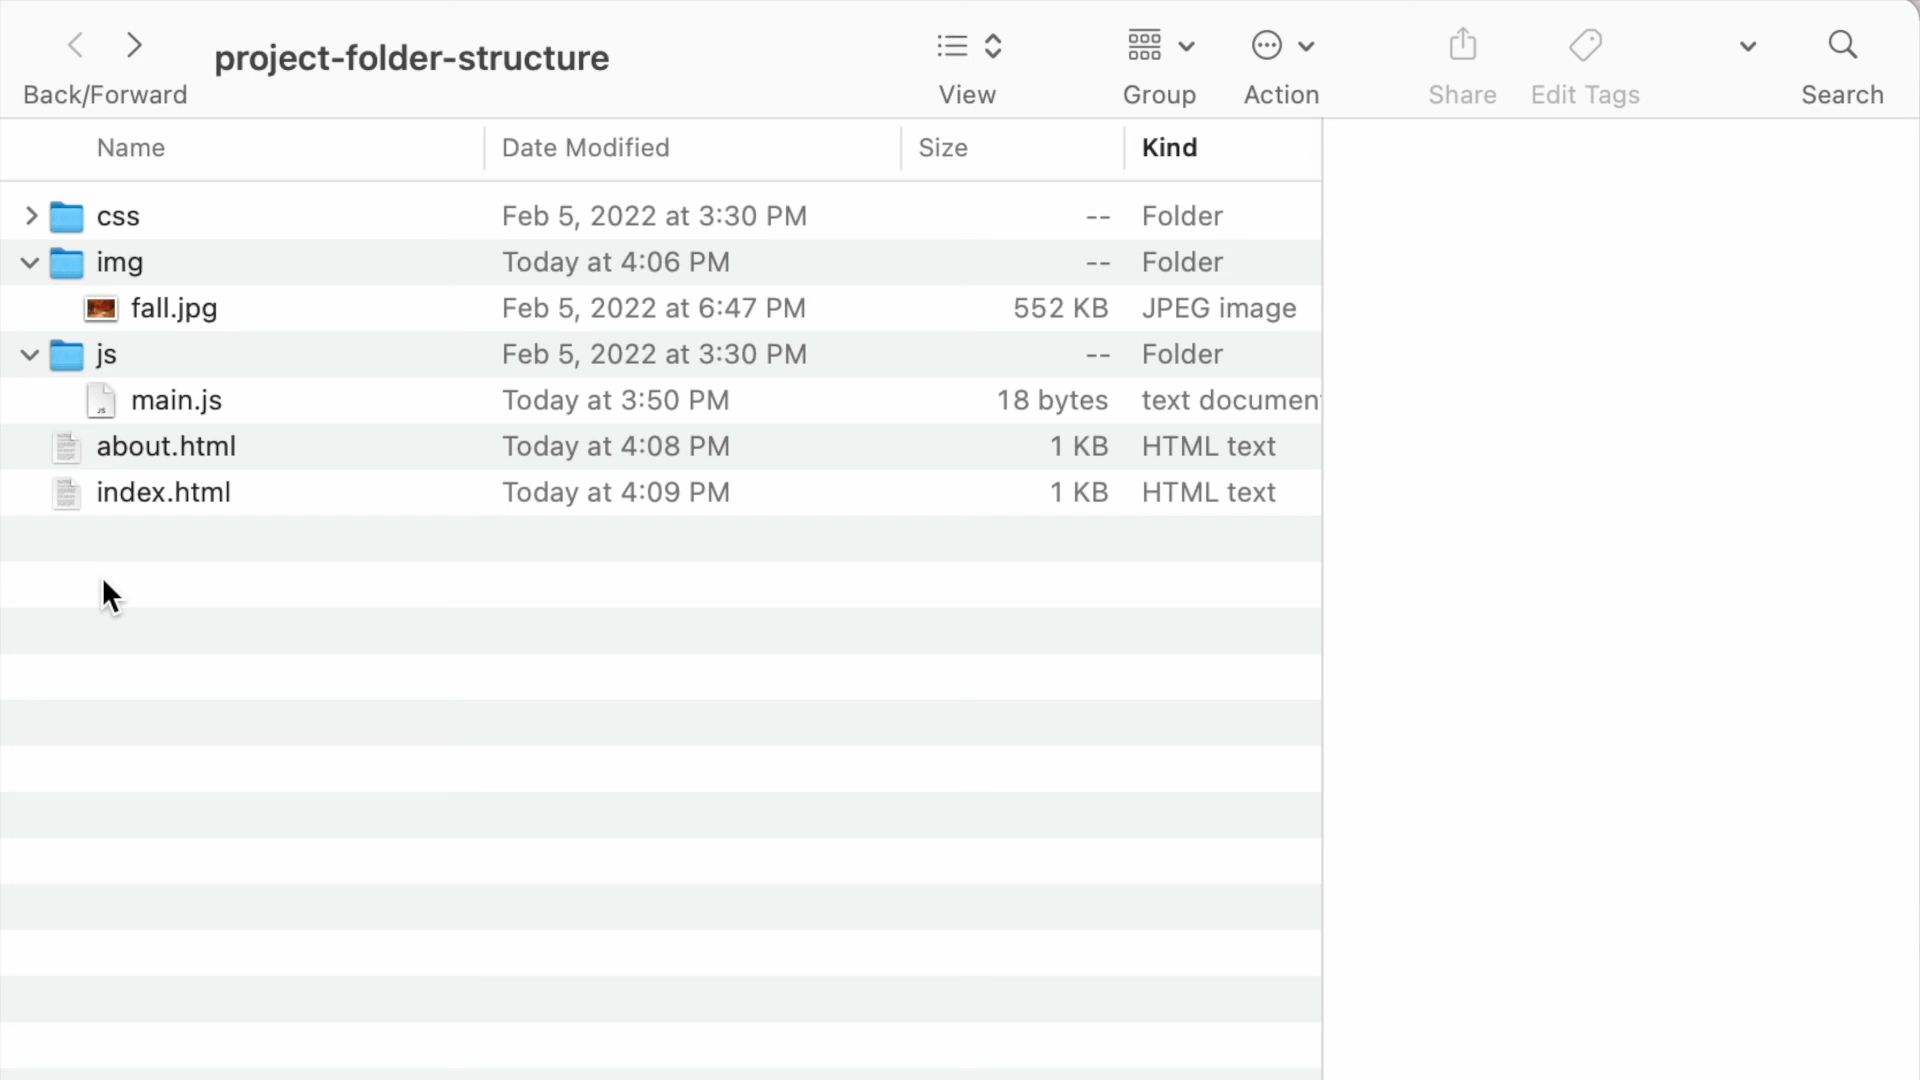 project-folder-structure
Back/Forward
View
Group
Action
Share
Edit Tags
Search
Name Date Modified Size Kind
css Feb 5, 2022 at 3:30 PM -- Folder
img Today at 4:06 PM -- Folder
fall.jpg Feb 5, 2022 at 6:47 PM 552 KB JPEG image
js Feb 5, 2022 at 3:30 PM -- Folder
main.js Today at 3:50 PM 18 bytes text documen
about.html Today at 4:08 PM 1 KB HTML text
index.html Today at 4:09 PM 1 KB HTML text